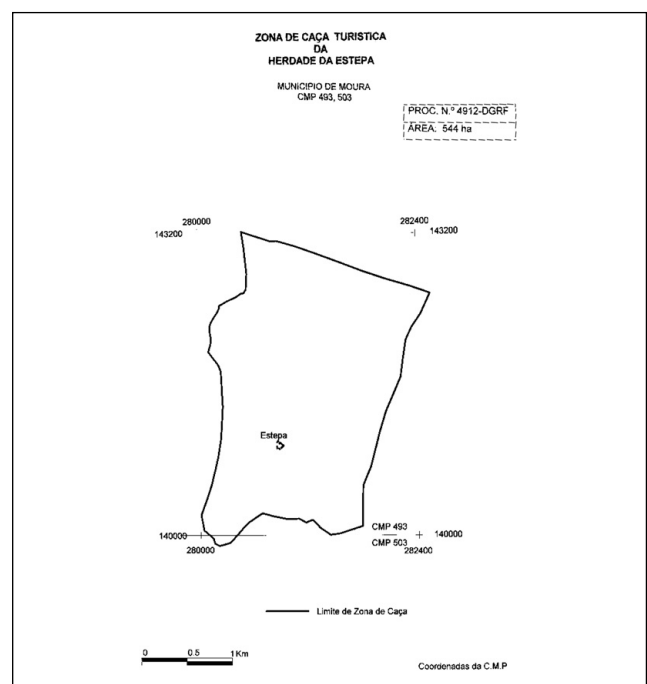 ZONA DE CAÇA TURISTICA
DA
HERDADE DA ESTEPA
MUNICIPIO DE MOURA
CMP 493, 503
PROC. N.º 4912-DGRF
ÁREA: 544 ha
280000
282400
143200
143200
Estepa
CMP 493
140000
140000
CMP 503
280000
282400
Limite de Zona de Caça
0 0.5 1 Km
Coordenadas da C.M.P